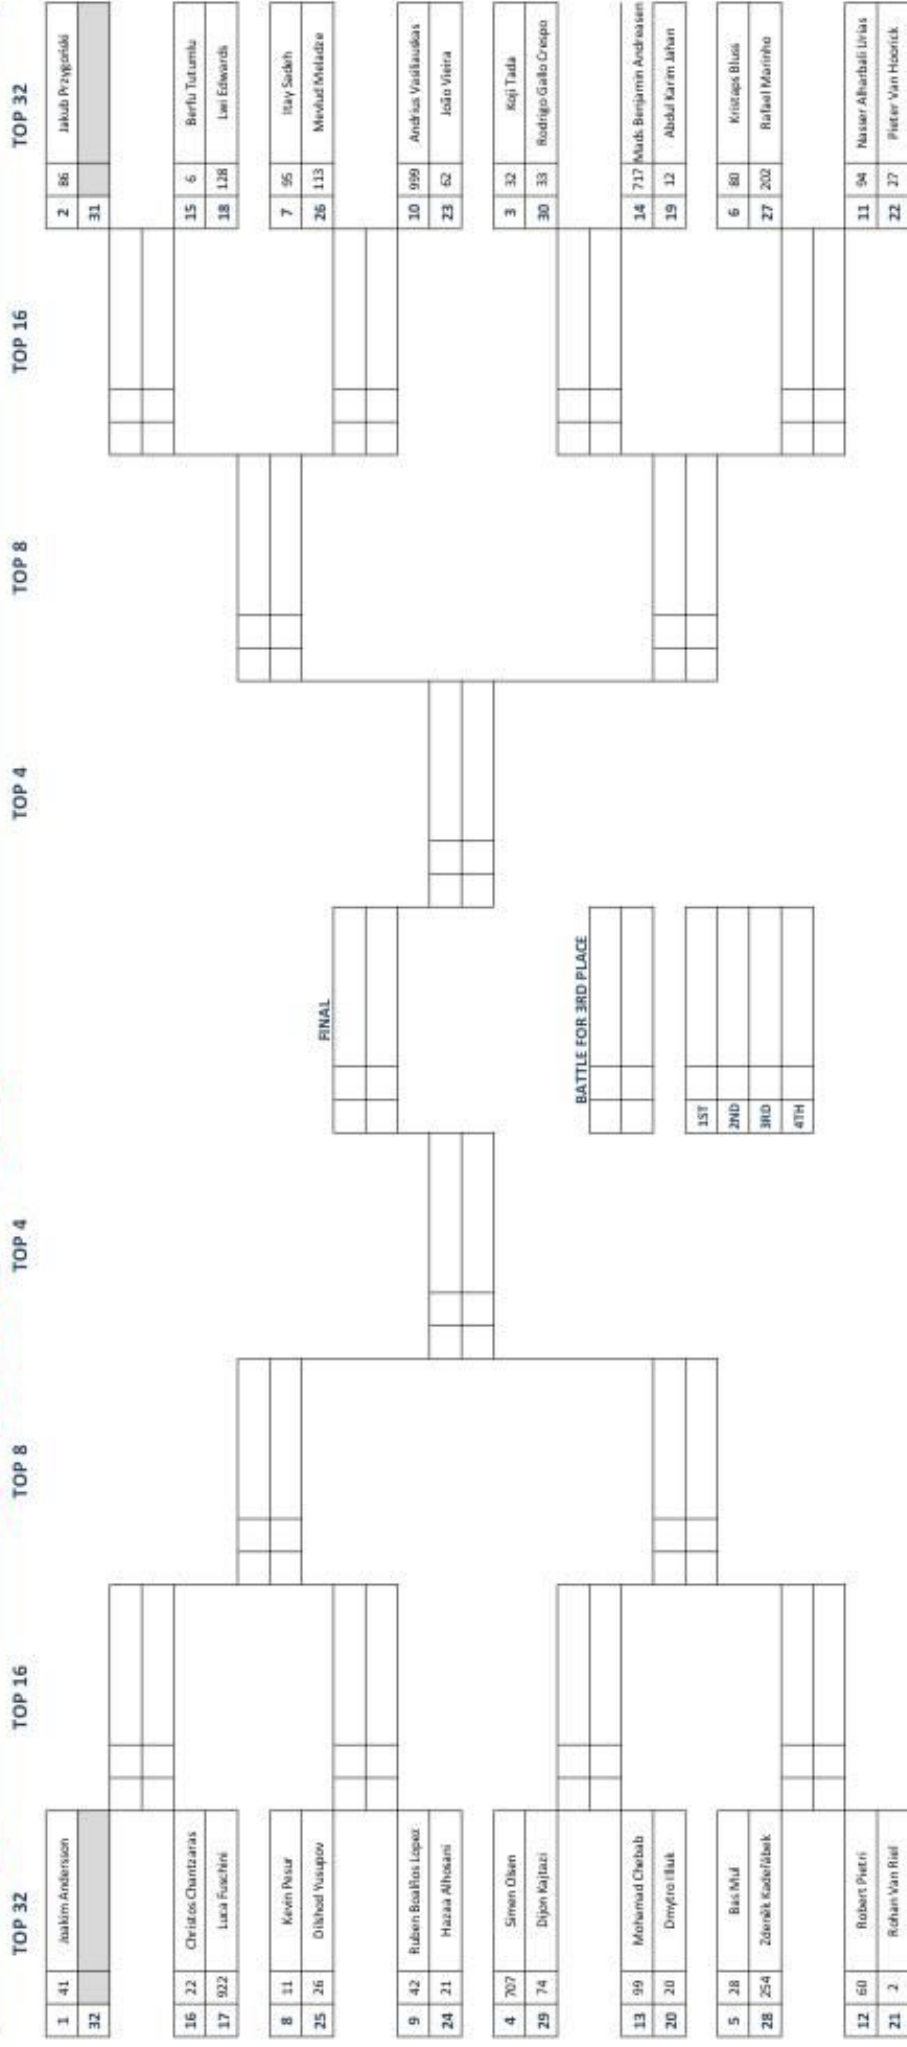 TOP 32 TOP 16 TOP 8 TOP 4 TOP 4 TOP 8 TOP 16 TOP 32
1 41 Joakim Andersson
32
16 22 Christos Chantzaras
17 922 Luca Fuschini
8 11 Kevin Pesur
25 26 Dilshod Yusupov
9 42 Ruben Boaños Lopez
24 21 Hazaa Alhosani
4 707 Simen Olsen
29 74 Dijon Kajtazi
13 99 Mohamad Chebab
20 20 Dmytro Illiuk
5 28 Bas Mul
28 254 Zdeněk Kadeřábek
12 60 Robert Pietri
21 2 Rohan Van Riel
FINAL
BATTLE FOR 3RD PLACE
1ST
2ND
3RD
4TH
2 86 Jakub Przygoński
31
15 6 Berfu Tutumlu
18 128 Lwi Edwards
7 95 Itay Sadeh
26 113 Mevlud Meladze
10 999 Andrius Vasiliauskas
23 62 João Vieira
3 32 Koji Tada
30 33 Rodrigo Gallo Crespo
14 717 Mads Benjamin Andreasen
19 12 Abdul Karim Jahan
6 80 Kristaps Bluss
27 202 Rafael Marinho
11 94 Nasser Alharbali
22 27 Pieter Van Hoorick